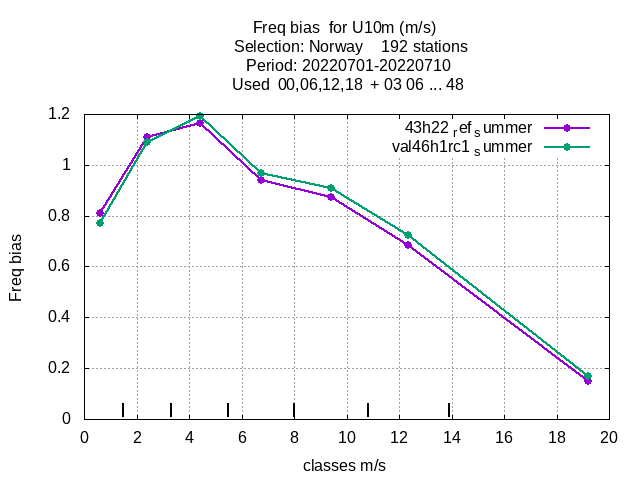 Freq bias  for U10m (m/s)
Selection: Norway    192 stations
Period: 20220701-20220710
Used  00,06,12,18  + 03 06 ... 48
43h22 refsummer
val46h1rc1 summer
1.2
1
0.8
0.6
0.4
0.2
0
Freq bias
0 2 4 6 8 10 12 14 16 18 20
classes m/s